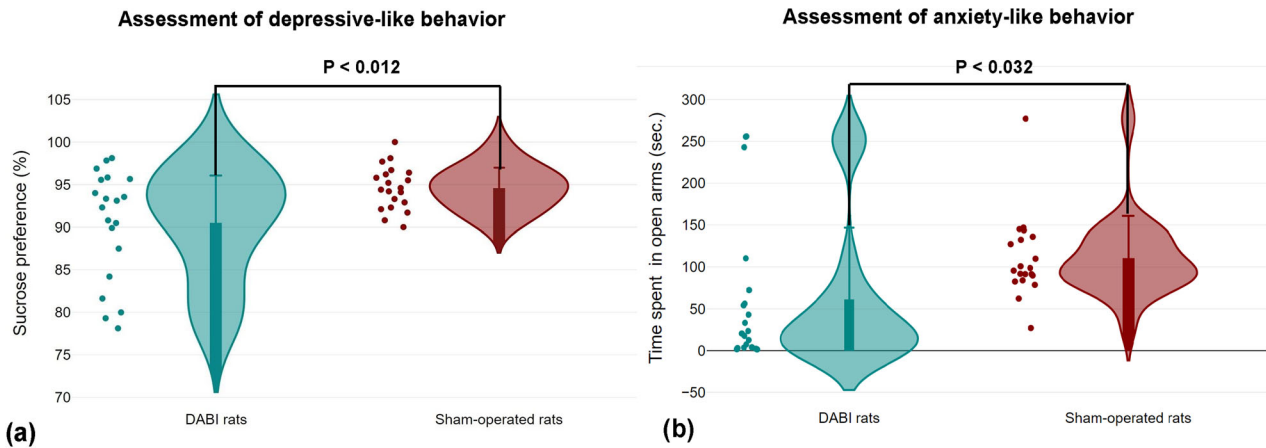 Assessment of depressive-like behavior
P < 0.012
Sucrose preference (%)
105
100
95
90
85
80
75
70
DABI rats
Sham-operated rats
(a)
Assessment of anxiety-like behavior
P < 0.032
Time spent in open arms (sec.)
300
250
200
150
100
50
0
−50
DABI rats
Sham-operated rats
(b)